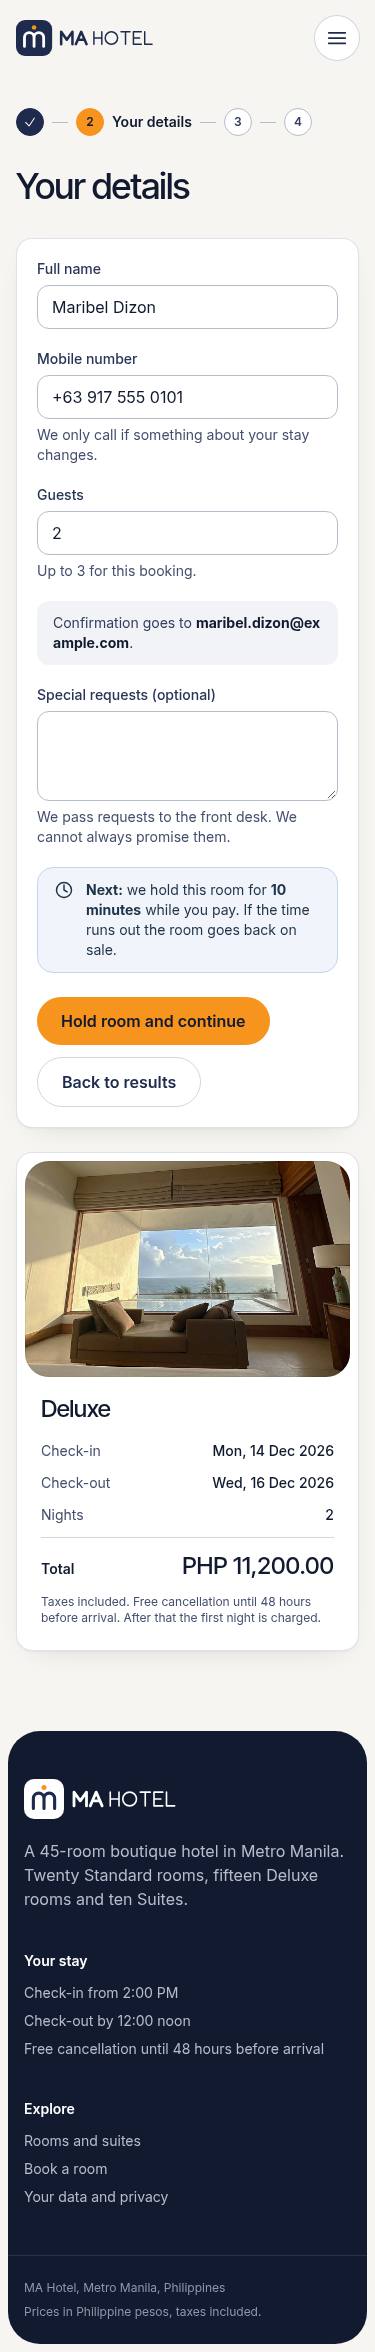 MA HOTEL
2 Your details 3 4
Your details
Full name
Maribel Dizon
Mobile number
+63 917 555 0101
We only call if something about your stay
changes.
Guests
2
Up to 3 for this booking.
Confirmation goes to maribel.dizon@ex
ample.com.
Special requests (optional)
We pass requests to the front desk. We
cannot always promise them.
Next: we hold this room for 10
minutes while you pay. If the time
runs out the room goes back on
sale.
Hold room and continue
Back to results
Deluxe
Check-in Mon, 14 Dec 2026
Check-out Wed, 16 Dec 2026
Nights 2
Total PHP 11,200.00
Taxes included. Free cancellation until 48 hours
before arrival. After that the first night is charged.
MA HOTEL
A 45-room boutique hotel in Metro Manila.
Twenty Standard rooms, fifteen Deluxe
rooms and ten Suites.
Your stay
Check-in from 2:00 PM
Check-out by 12:00 noon
Free cancellation until 48 hours before arrival
Explore
Rooms and suites
Book a room
Your data and privacy
MA Hotel, Metro Manila, Philippines
Prices in Philippine pesos, taxes included.